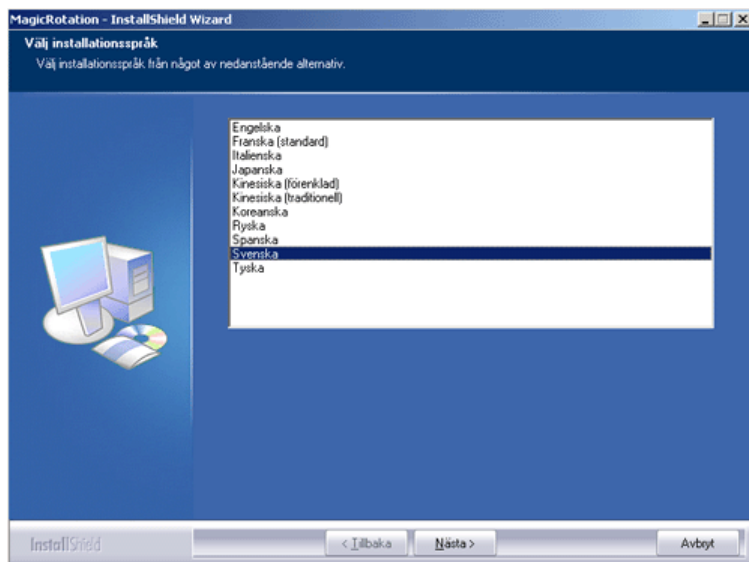 MagicRotation - InstallShield Wizard
Välj installationsspråk
Välj installationsspråk från något av nedanstående alternativ.
Engelska
Franska (standard)
Italienska
Japanska
Kinesiska (förenklad)
Kinesiska (traditionell)
Koreanska
Ryska
Spanska
Svenska
Tyska
InstallShield
< Tillbaka
Nästa >
Avbryt